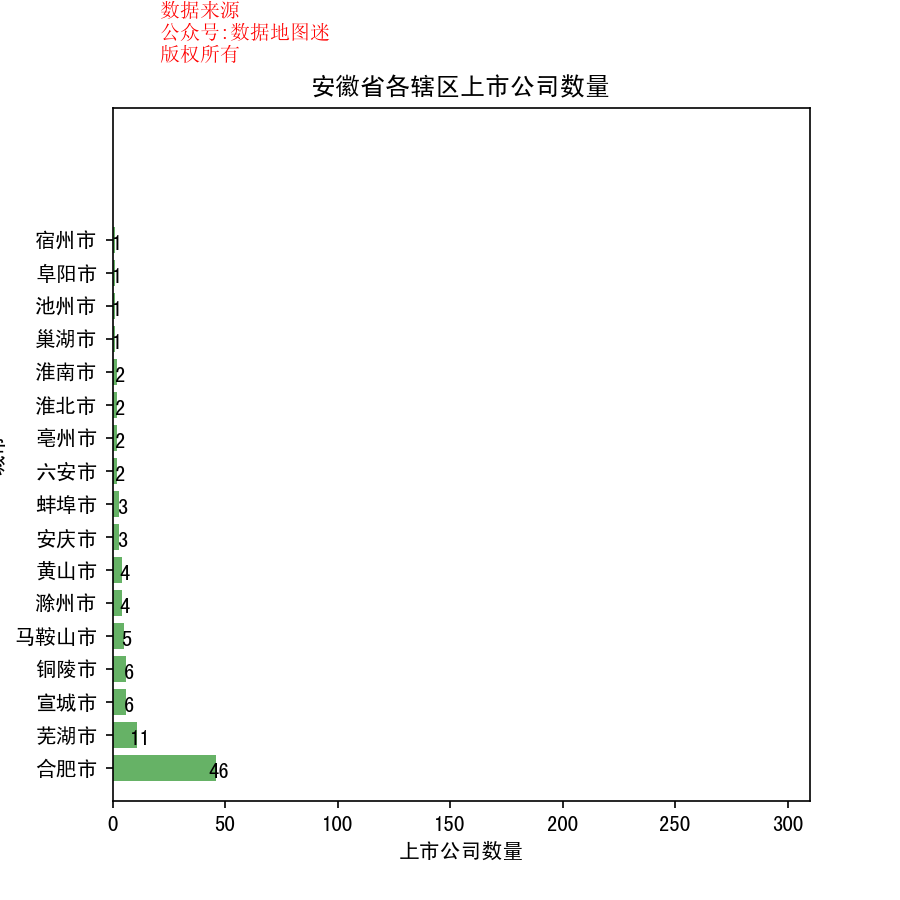 数据来源
公众号:数据地图迷
版权所有
安徽省各辖区上市公司数量
宿州市 1
阜阳市 1
池州市 1
巢湖市 1
淮南市 2
淮北市 2
亳州市 2
六安市 2
蚌埠市 3
安庆市 3
黄山市 4
滁州市 4
马鞍山市 5
铜陵市 6
宣城市 6
芜湖市 11
合肥市 46
0 50 100 150 200 250 300
上市公司数量